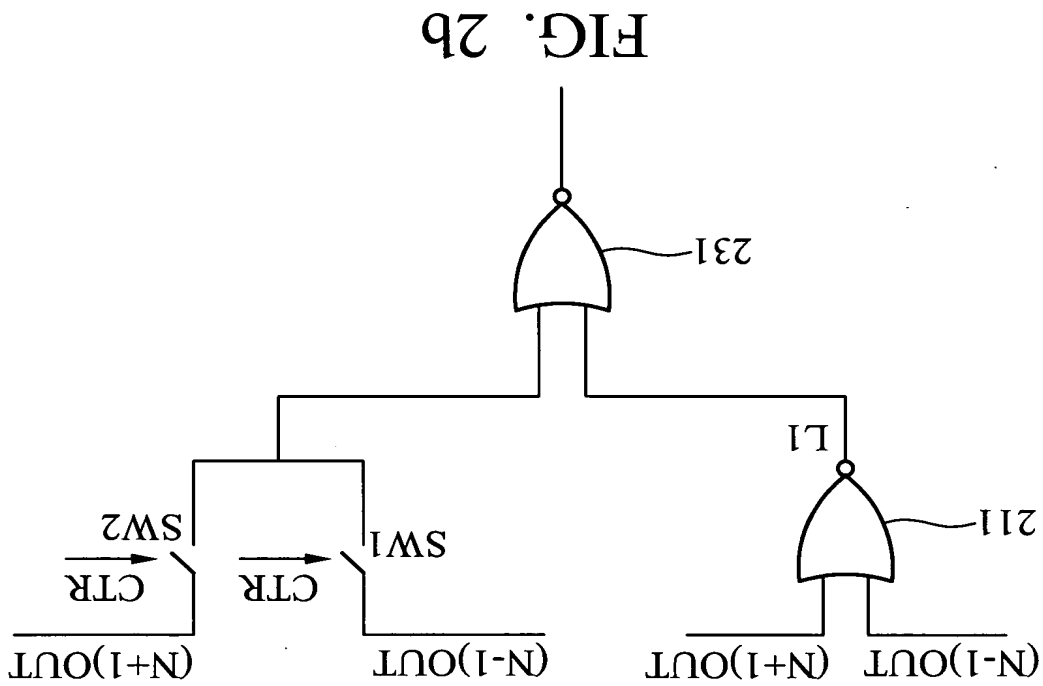 (N-1)OUT
(N+1)OUT
(N-1)OUT
(N+1)OUT
CTR
CTR
211
SW1
SW2
L1
231
FIG. 2b